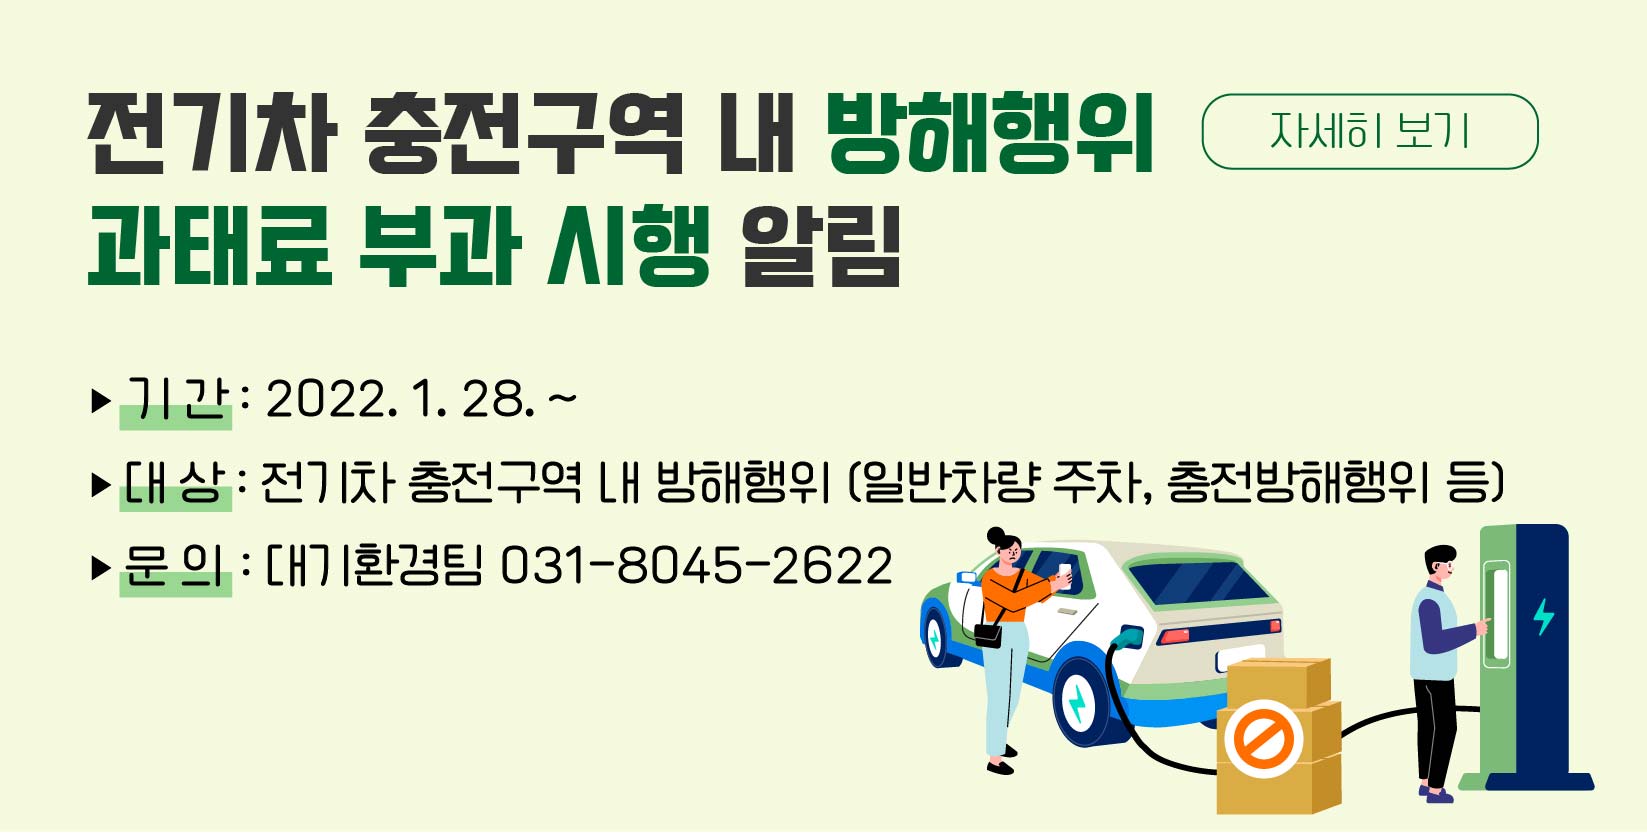 전기차 충전구역 내 방해행위
자세히 보기
과태료 부과 시행 알림
▶ 기 간 : 2022. 1. 28. ~
▶ 대 상 : 전기차 충전구역 내 방해행위 (일반차량 주차, 충전방해행위 등)
▶ 문 의 : 대기환경팀 031-8045-2622